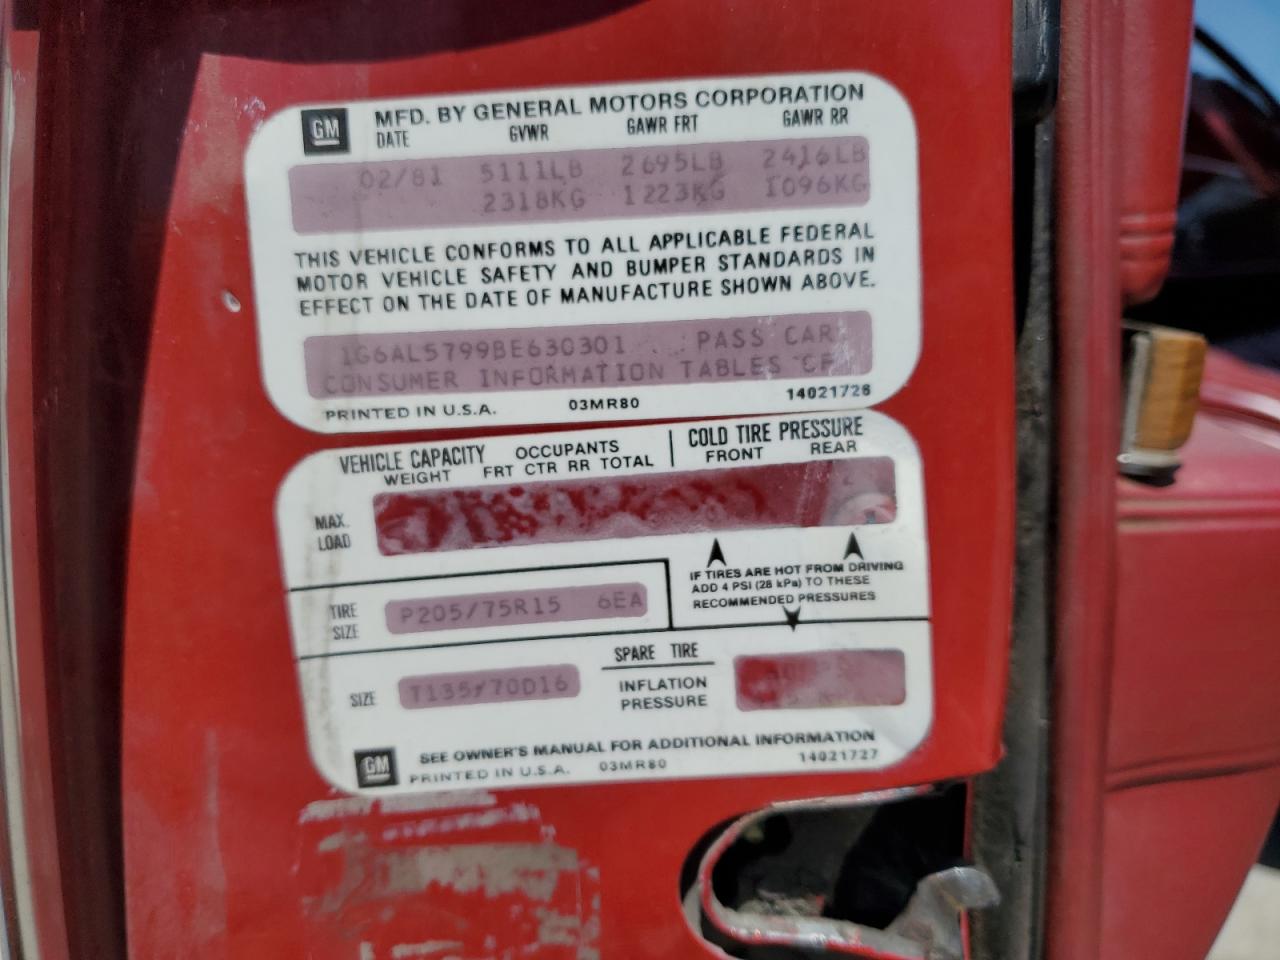 GM MFD. BY GENERAL MOTORS CORPORATION
DATE GVWR GAWR FRT GAWR RR
02/81 5111LB 2695LB 2416LB
2318KG 1223KG 1096KG
THIS VEHICLE CONFORMS TO ALL APPLICABLE FEDERAL
MOTOR VEHICLE SAFETY AND BUMPER STANDARDS IN
EFFECT ON THE DATE OF MANUFACTURE SHOWN ABOVE.
1G6AL5799BE630301 PASS CAR
CONSUMER INFORMATION TABLES CF
PRINTED IN U.S.A. 03MR80 14021726
VEHICLE CAPACITY OCCUPANTS COLD TIRE PRESSURE
WEIGHT FRT CTR RR TOTAL FRONT REAR
MAX.
LOAD
IF TIRES ARE HOT FROM DRIVING
ADD 4 PSI (28 kPa) TO THESE
RECOMMENDED PRESSURES
TIRE
SIZE
P205/75R15 6EA
SPARE TIRE
SIZE T135/70D16
INFLATION
PRESSURE
SEE OWNER'S MANUAL FOR ADDITIONAL INFORMATION
GM PRINTED IN U.S.A. 03MR80 14021727